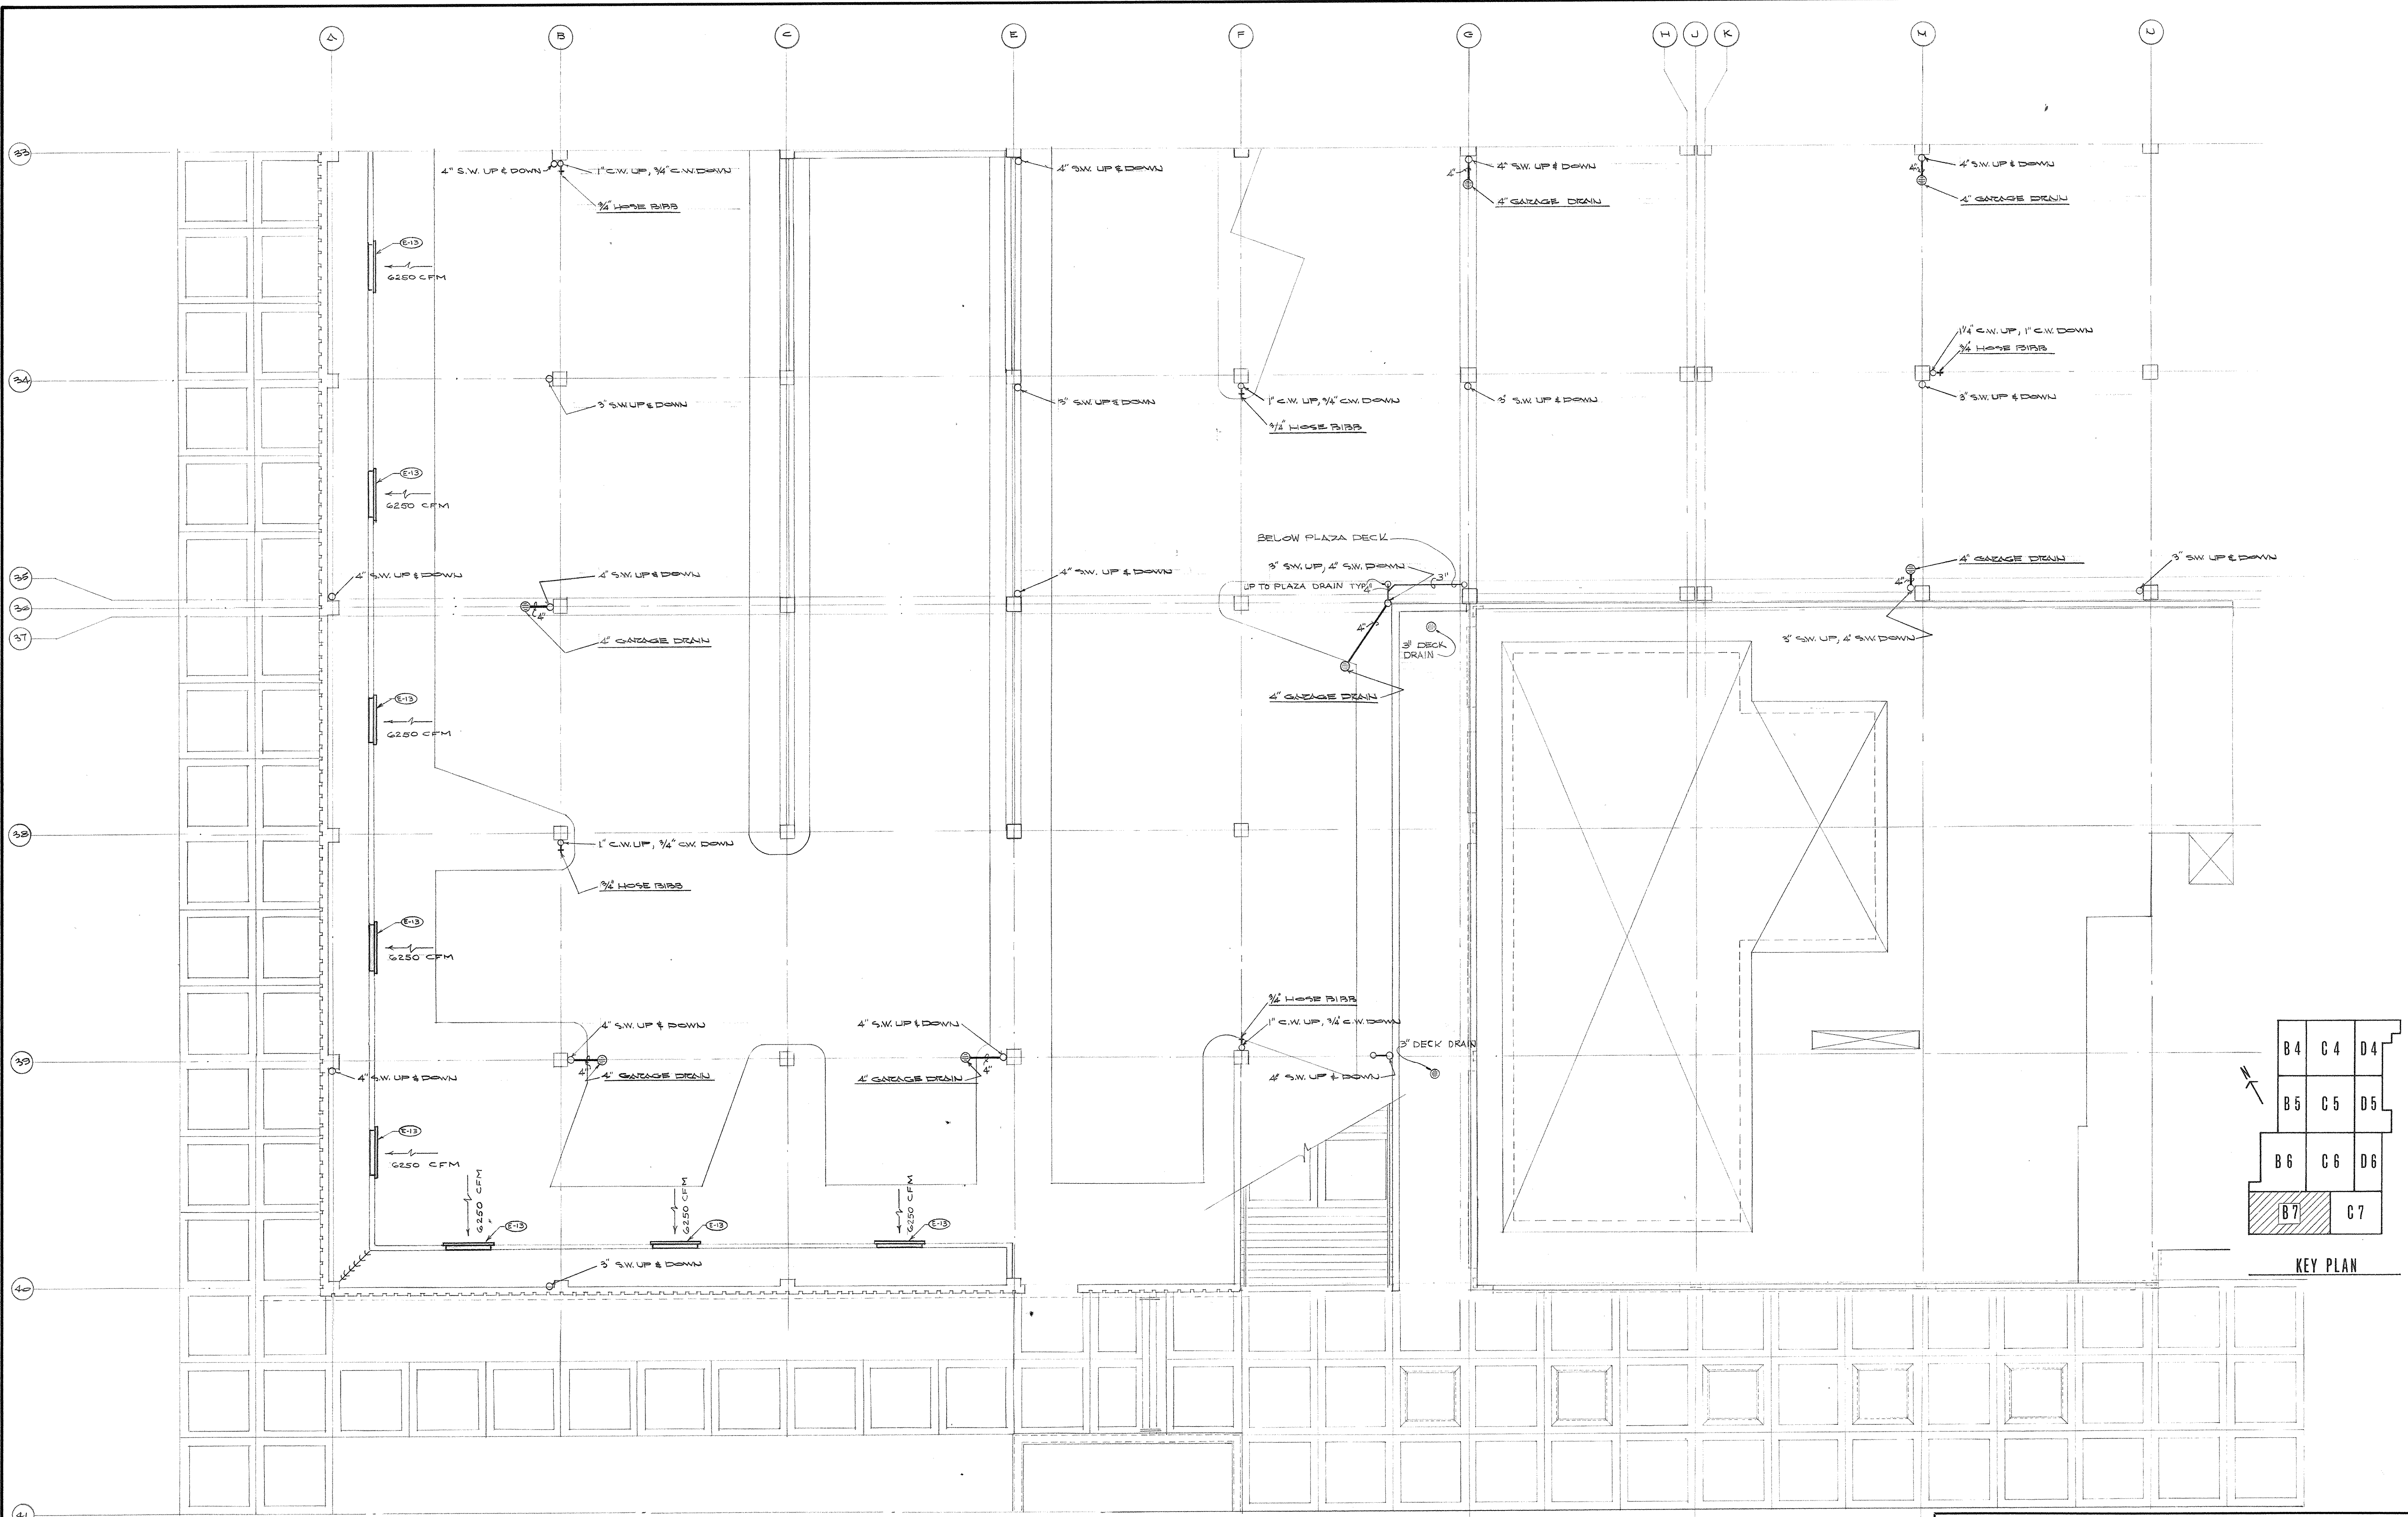 A B C E F G H J K M N
33
4" S.W. UP & DOWN
1" C.W. UP, 3/4" C.W. DOWN
3/4" HOSE BIBB
4" S.W. UP & DOWN
4"
4" S.W. UP & DOWN
4" GARAGE DRAIN
4"
4" S.W. UP & DOWN
4" GARAGE DRAIN
E-13
6250 CFM
34
3" S.W. UP & DOWN
3" S.W. UP & DOWN
1" C.W. UP, 3/4" C.W. DOWN
3/4" HOSE BIBB
3" S.W. UP & DOWN
1 1/4" C.W. UP, 1" C.W. DOWN
3/4" HOSE BIBB
3" S.W. UP & DOWN
E-13
6250 CFM
35
36
37
4" S.W. UP & DOWN
4" S.W. UP & DOWN
4"
4" GARAGE DRAIN
4" S.W. UP & DOWN
BELOW PLAZA DECK
3" S.W. UP, 4" S.W. DOWN
UP TO PLAZA DRAIN TYP.
4"
3"
4"
3" DECK
DRAIN
4" GARAGE DRAIN
4" GARAGE DRAIN
4"
3" S.W. UP & DOWN
3" S.W. UP, 4" S.W. DOWN
E-13
6250 CFM
38
1" C.W. UP, 3/4" C.W. DOWN
3/4" HOSE BIBB
E-13
6250 CFM
39
4" S.W. UP & DOWN
4" S.W. UP & DOWN
4"
4" GARAGE DRAIN
4" S.W. UP & DOWN
4"
4" GARAGE DRAIN
3/4" HOSE BIBB
1" C.W. UP, 3/4" C.W. DOWN
3" DECK DRAIN
4" S.W. UP & DOWN
E-13
6250 CFM
6250 CFM
E-13
6250 CFM
E-13
6250 CFM
E-13
40
3" S.W. UP & DOWN
41
N
B4 C4 D4
B5 C5 D5
B6 C6 D6
B7 C7
KEY PLAN